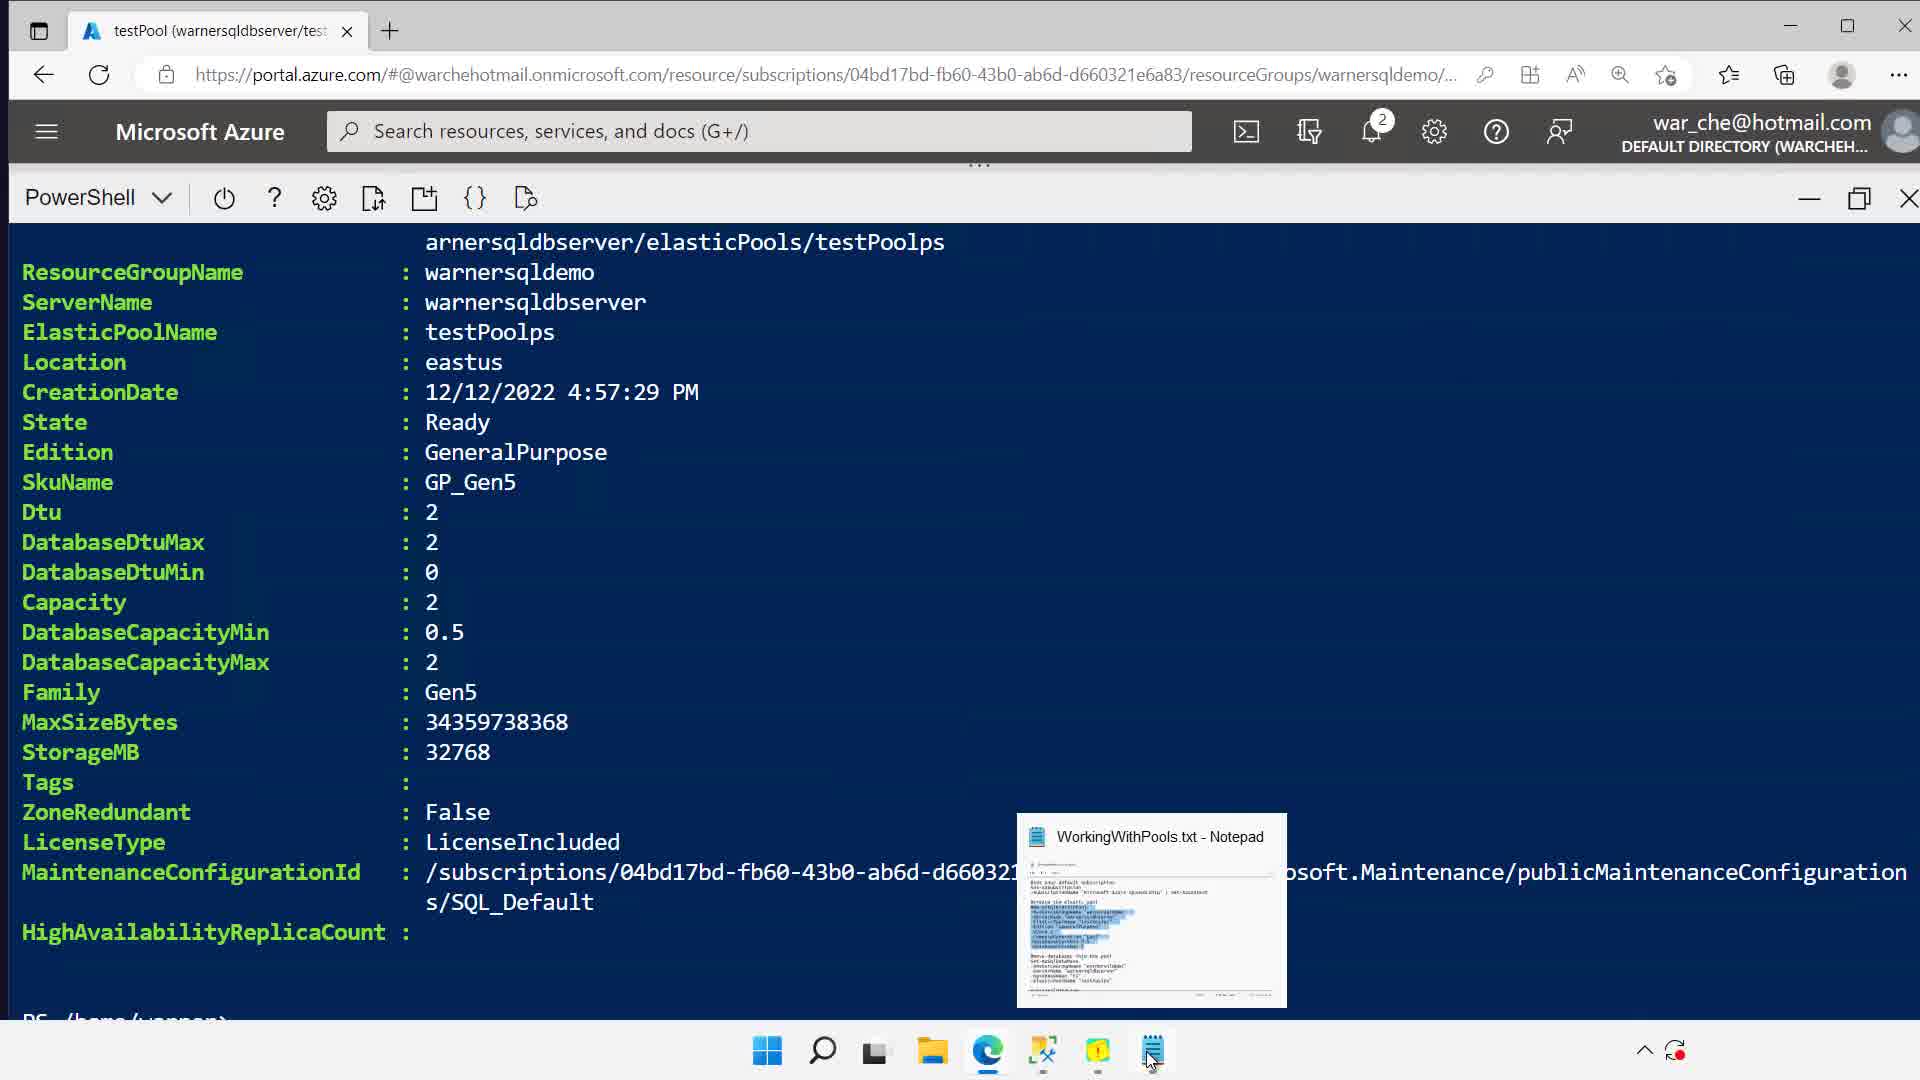 testPool (warnersqldbserver/test
https://portal.azure.com/#@warchehotmail.onmicrosoft.com/resource/subscriptions/04bd17bd-fb60-43b0-ab6d-d660321e6a83/resourceGroups/warnersqldemo/...
Microsoft Azure
Search resources, services, and docs (G+/)
2
war_che@hotmail.com
DEFAULT DIRECTORY (WARCHEH...
PowerShell
arnersqldbserver/elasticPools/testPoolps
ResourceGroupName : warnersqldemo
ServerName : warnersqldbserver
ElasticPoolName : testPoolps
Location : eastus
CreationDate : 12/12/2022 4:57:29 PM
State : Ready
Edition : GeneralPurpose
SkuName : GP_Gen5
Dtu : 2
DatabaseDtuMax : 2
DatabaseDtuMin : 0
Capacity : 2
DatabaseCapacityMin : 0.5
DatabaseCapacityMax : 2
Family : Gen5
MaxSizeBytes : 34359738368
StorageMB : 32768
Tags :
ZoneRedundant : False
LicenseType : LicenseIncluded
MaintenanceConfigurationId : /subscriptions/04bd17bd-fb60-43b0-ab6d-d660321 osoft.Maintenance/publicMaintenanceConfiguration
s/SQL_Default
HighAvailabilityReplicaCount :
PS /home/warner>
WorkingWithPools.txt - Notepad